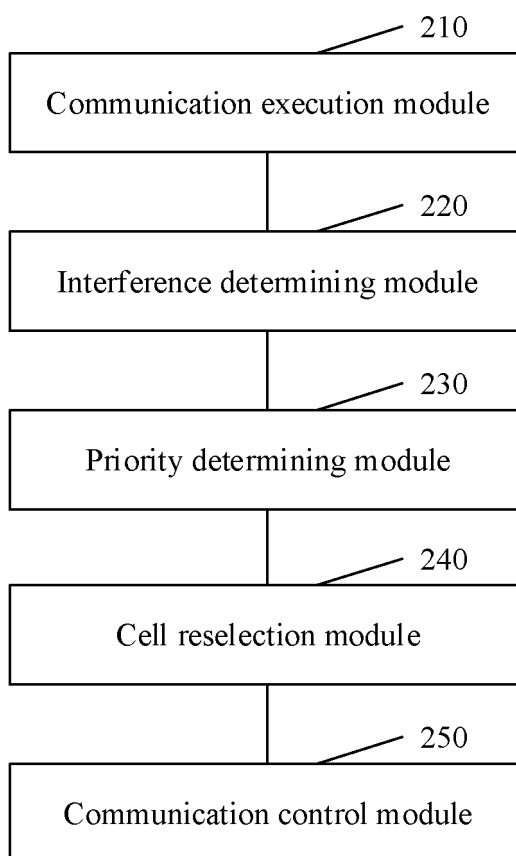 210
Communication execution module
220
Interference determining module
230
Priority determining module
240
Cell reselection module
250
Communication control module